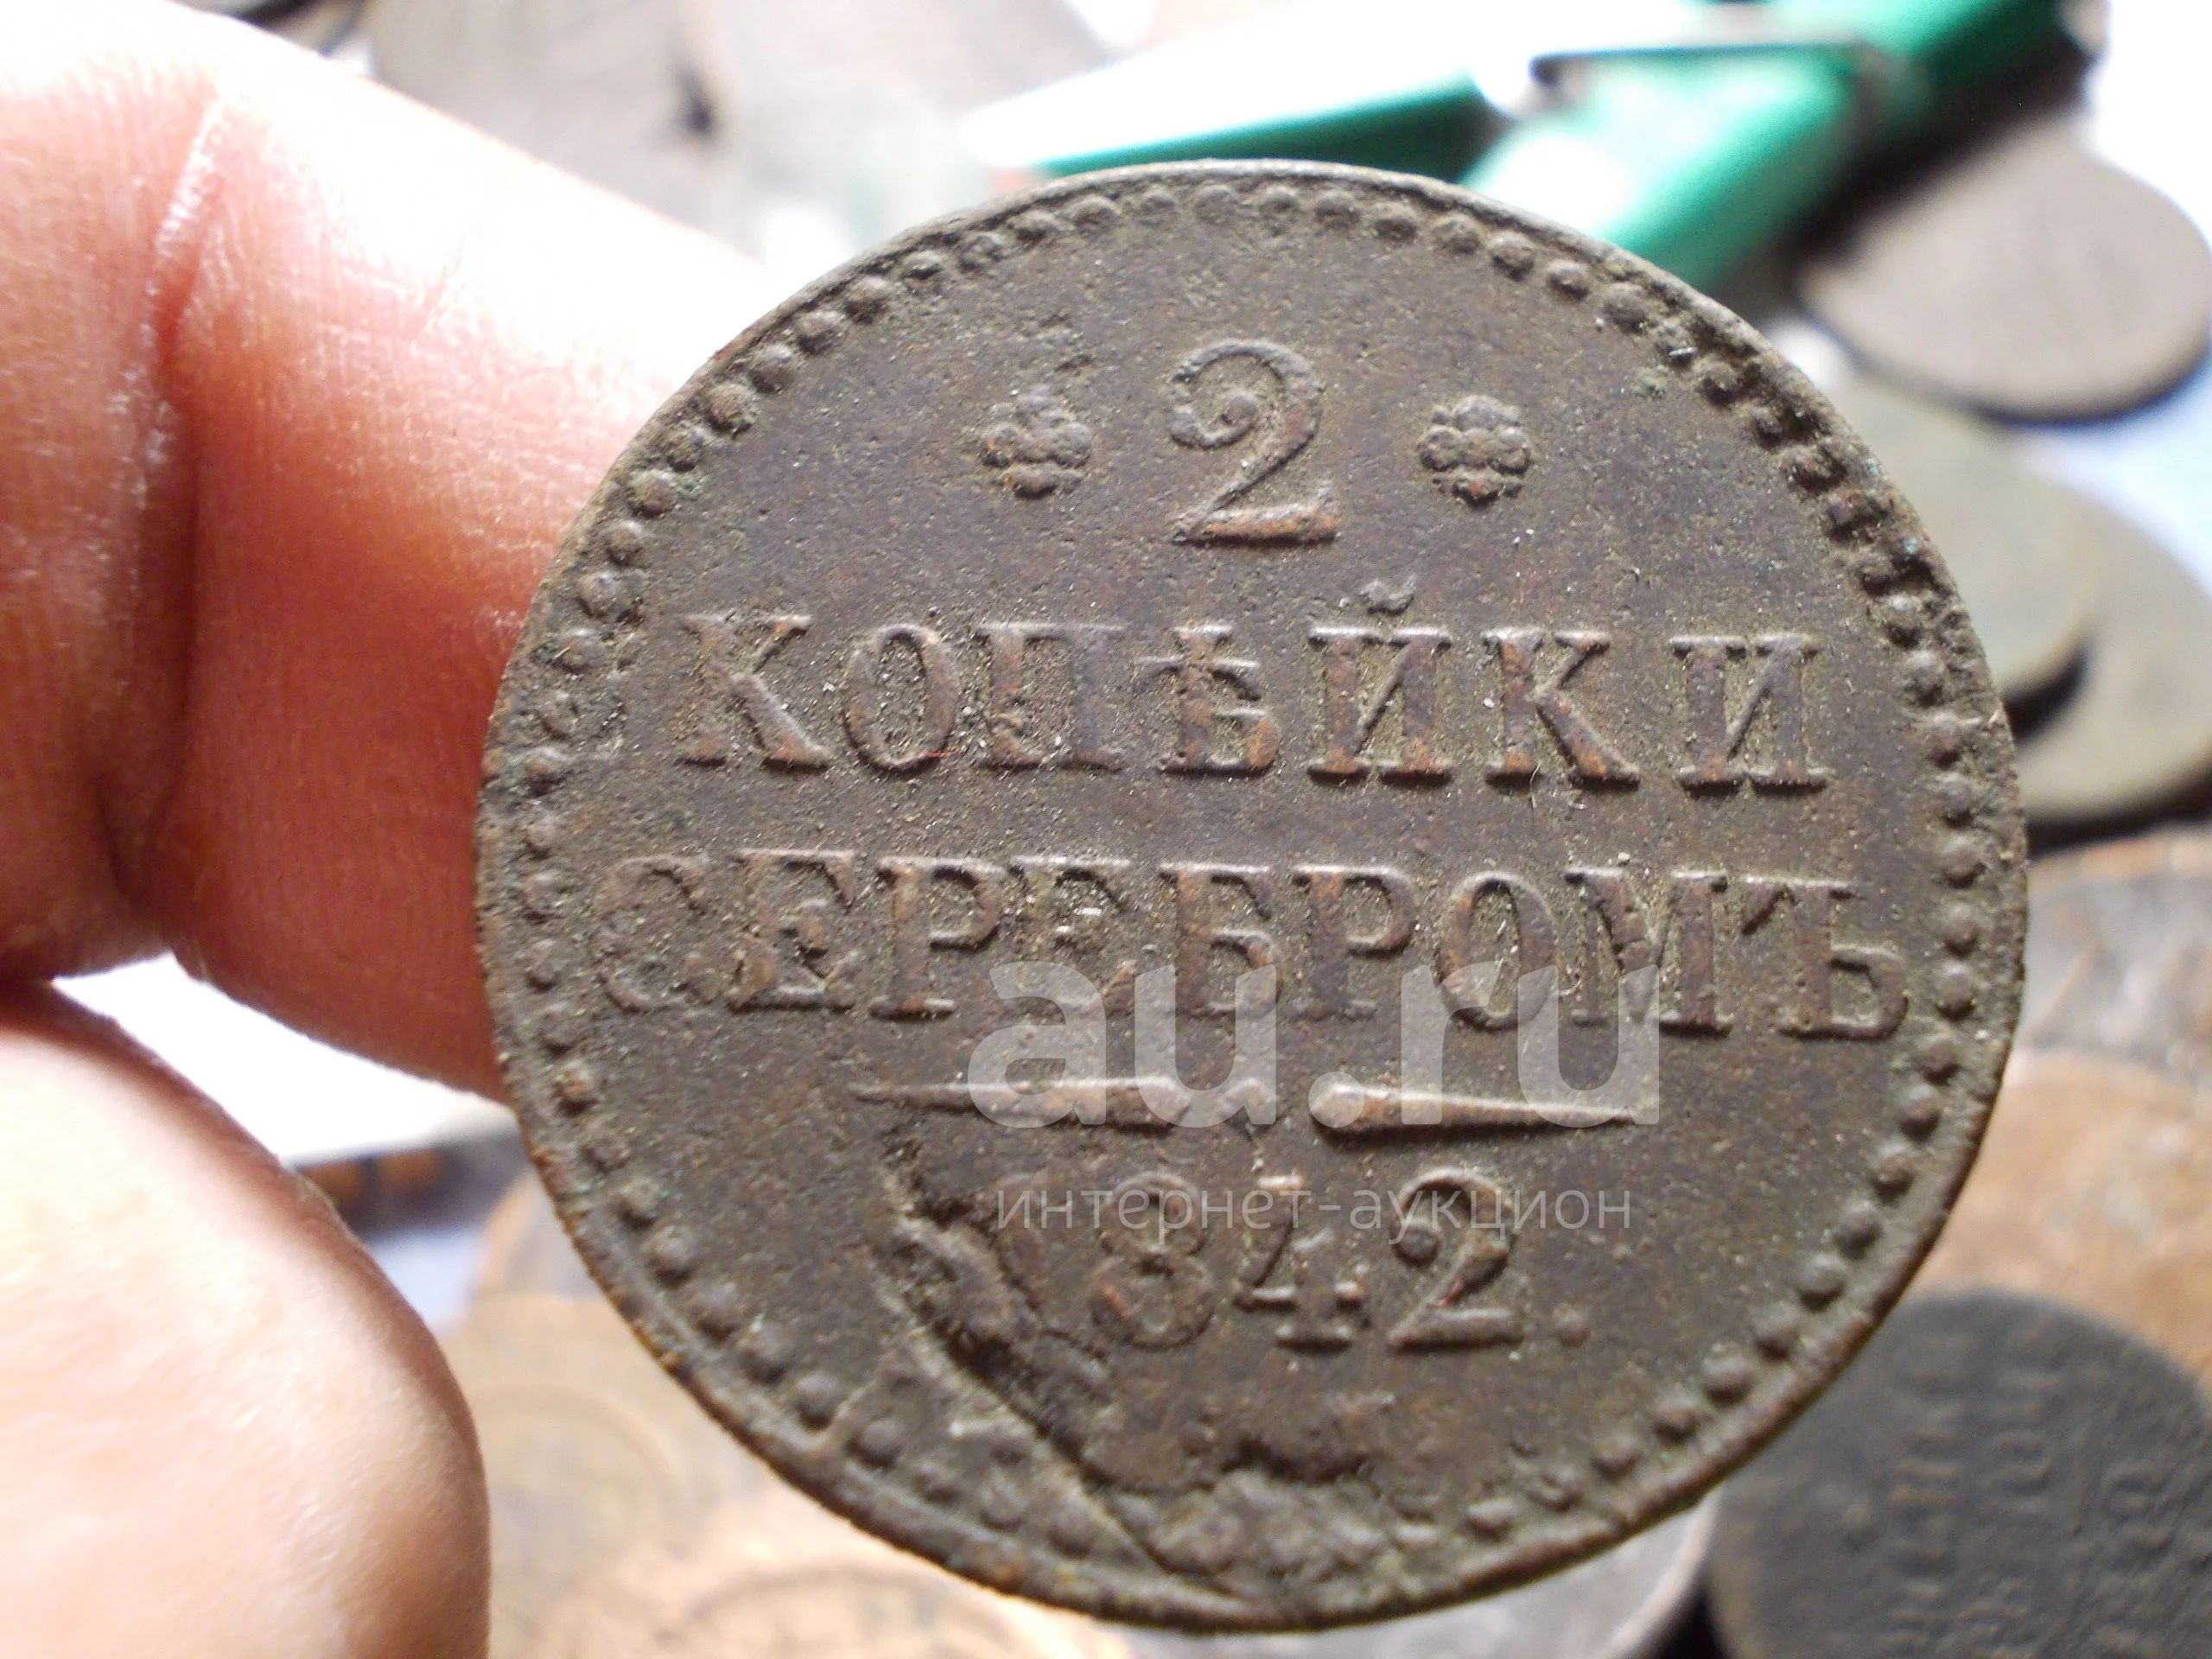 2
КОПѢЙКИ
СЕРЕБРОМЪ
au.ru
1842.
интернет-аукцион